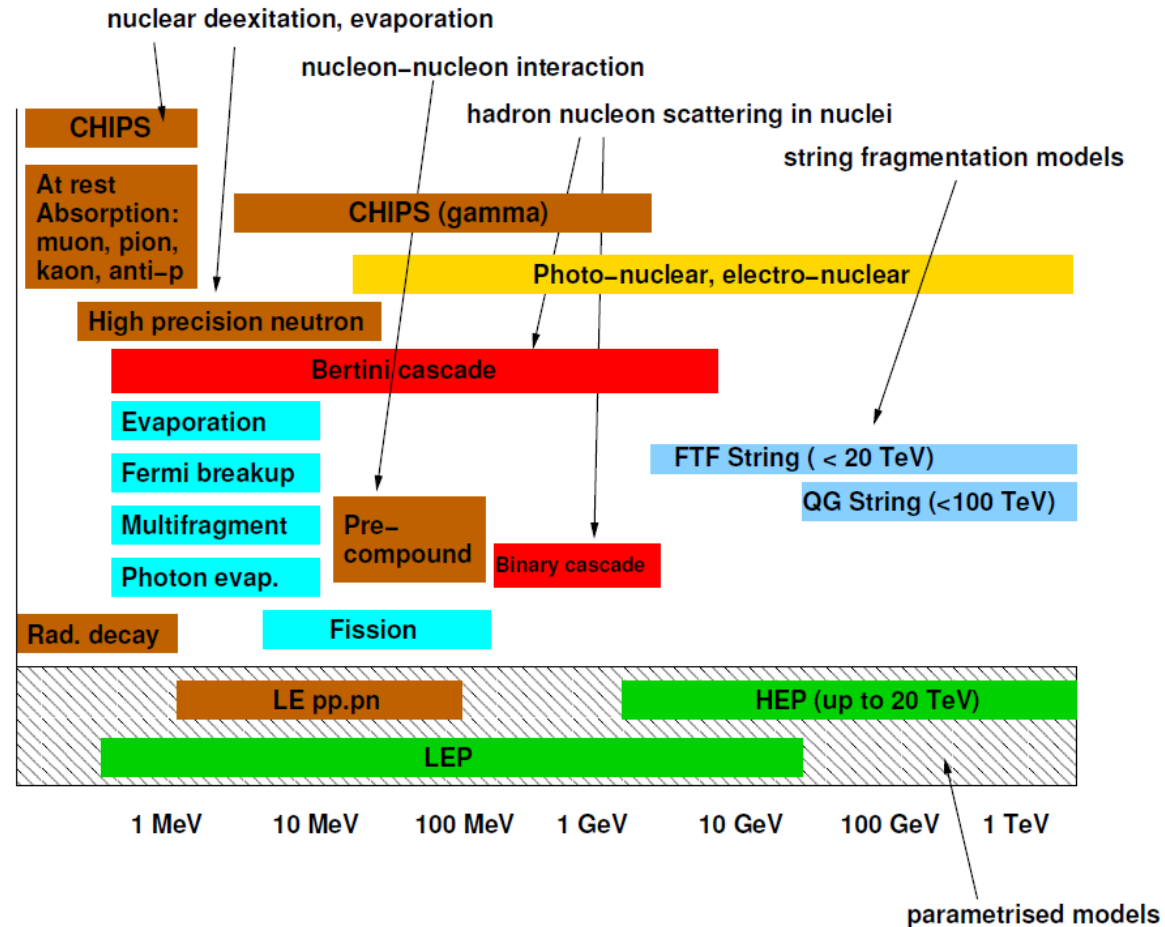 nuclear deexitation, evaporation
nucleon−nucleon interaction
hadron nucleon scattering in nuclei
string fragmentation models
CHIPS
At rest
Absorption:
muon, pion,
kaon, anti−p
CHIPS (gamma)
Photo−nuclear, electro−nuclear
High precision neutron
Bertini cascade
Evaporation
Fermi breakup
Multifragment
Photon evap.
Pre−
compound
Binary cascade
FTF String ( < 20 TeV)
QG String (<100 TeV)
Rad. decay
Fission
LE pp.pn
HEP (up to 20 TeV)
LEP
1 MeV 10 MeV 100 MeV 1 GeV 10 GeV 100 GeV 1 TeV
parametrised models